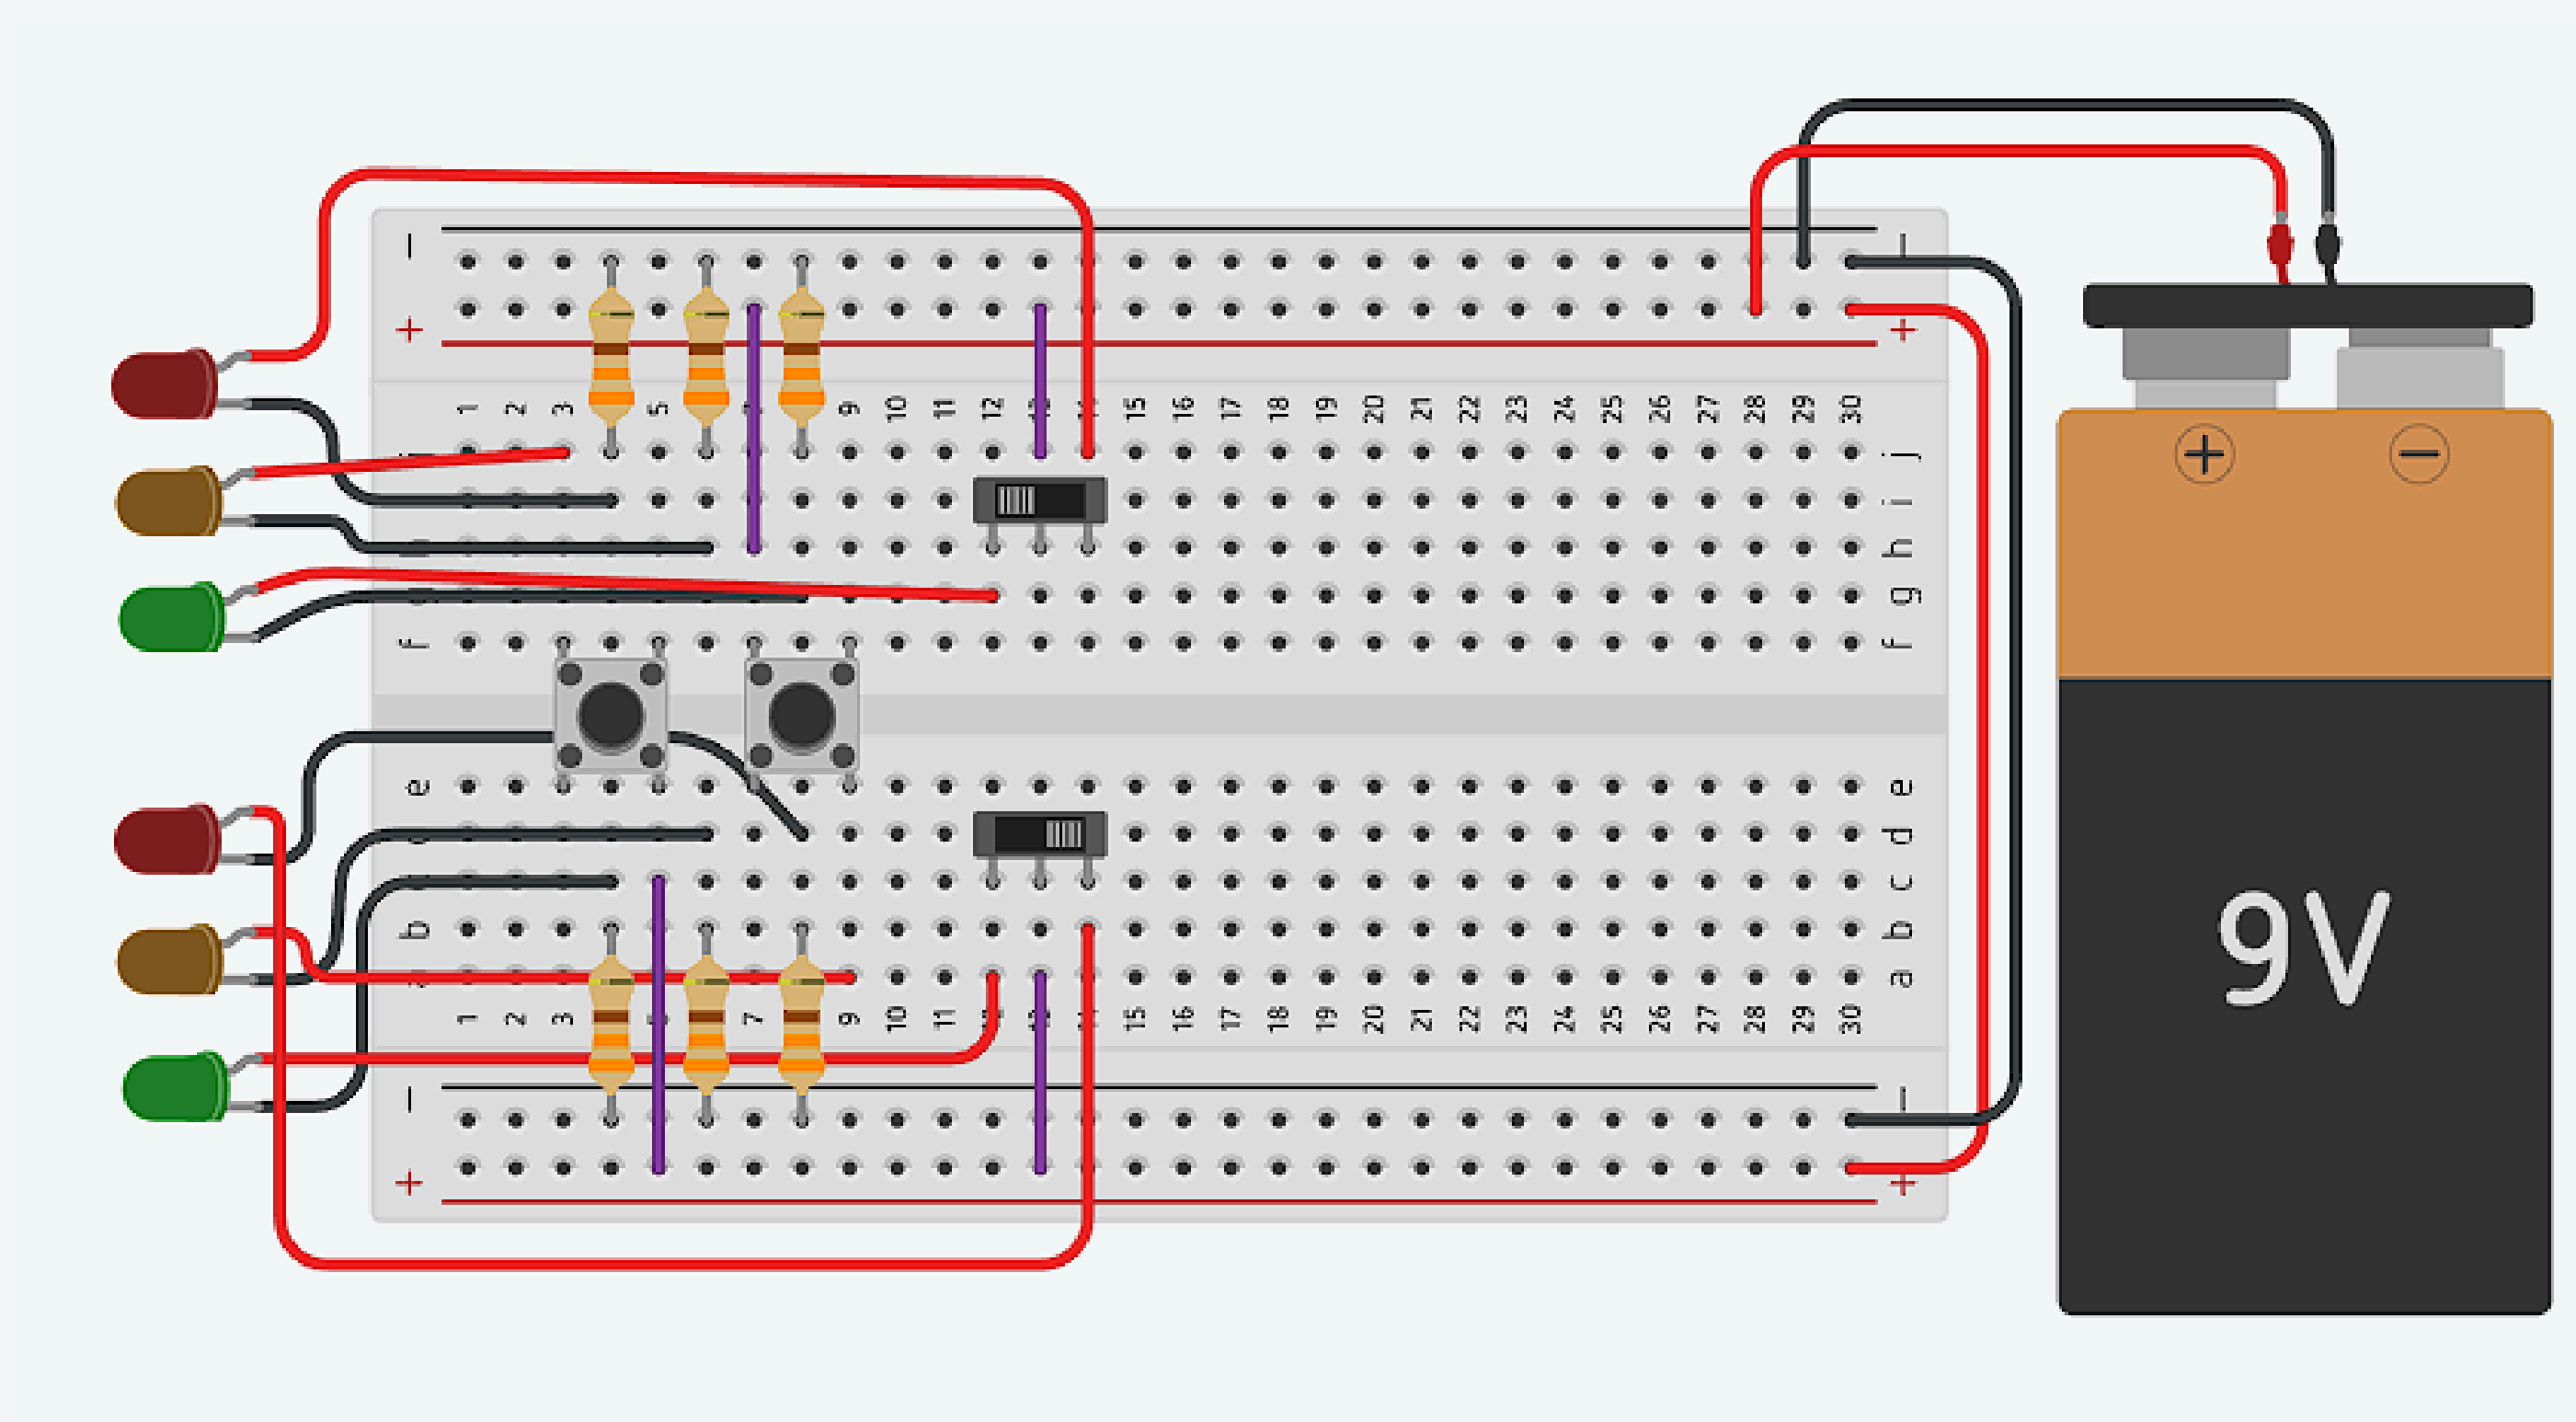 − −
+ +
1 2 3 5 9 10 11 12 15 16 17 18 19 20 21 22 23 24 25 26 27 28 29 30
j
i
h
g
f f
e e
d
c
b b
a
1 2 3 7 9 10 11 15 16 17 18 19 20 21 22 23 24 25 26 27 28 29 30
− −
+ +
+ −
9V